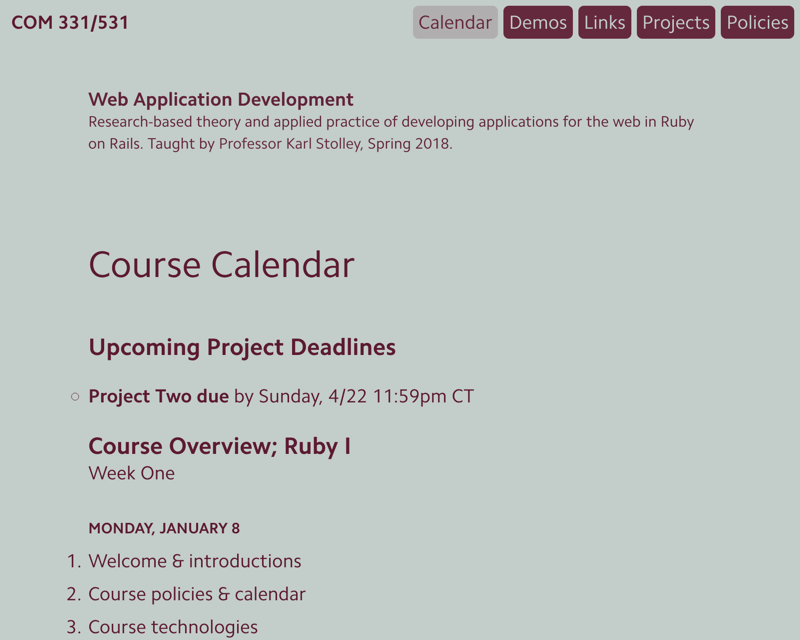 COM 331/531
Calendar
Demos
Links
Projects
Policies
Web Application Development
Research-based theory and applied practice of developing applications for the web in Ruby
on Rails. Taught by Professor Karl Stolley, Spring 2018.
Course Calendar
Upcoming Project Deadlines
Project Two due by Sunday, 4/22 11:59pm CT
Course Overview; Ruby I
Week One
MONDAY, JANUARY 8
1. Welcome & introductions
2. Course policies & calendar
3. Course technologies